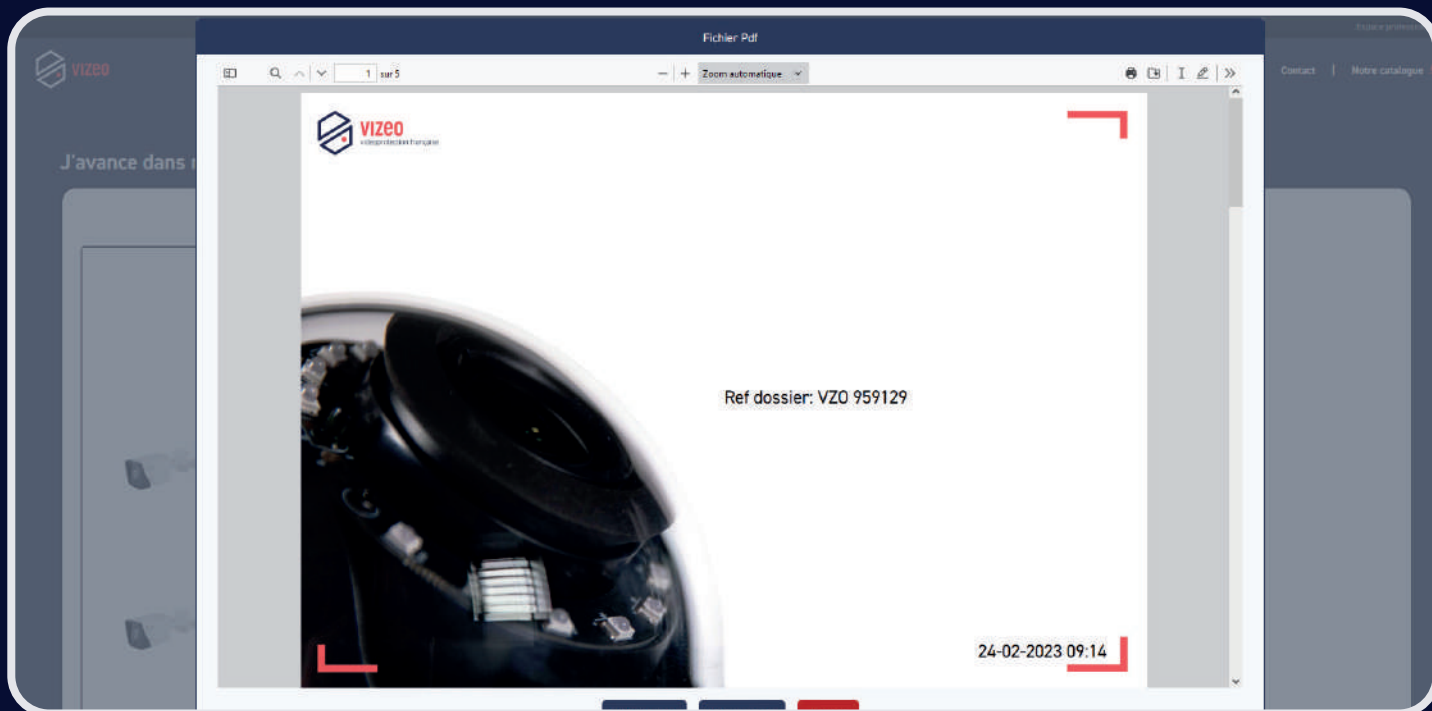 Fichier Pdf
vizeo
Contact | Notre catalogue
1 sur 5
Zoom automatique
vizeo
vidéoprotection française
J'avance dans
Ref dossier: VZO 959129
24-02-2023 09:14